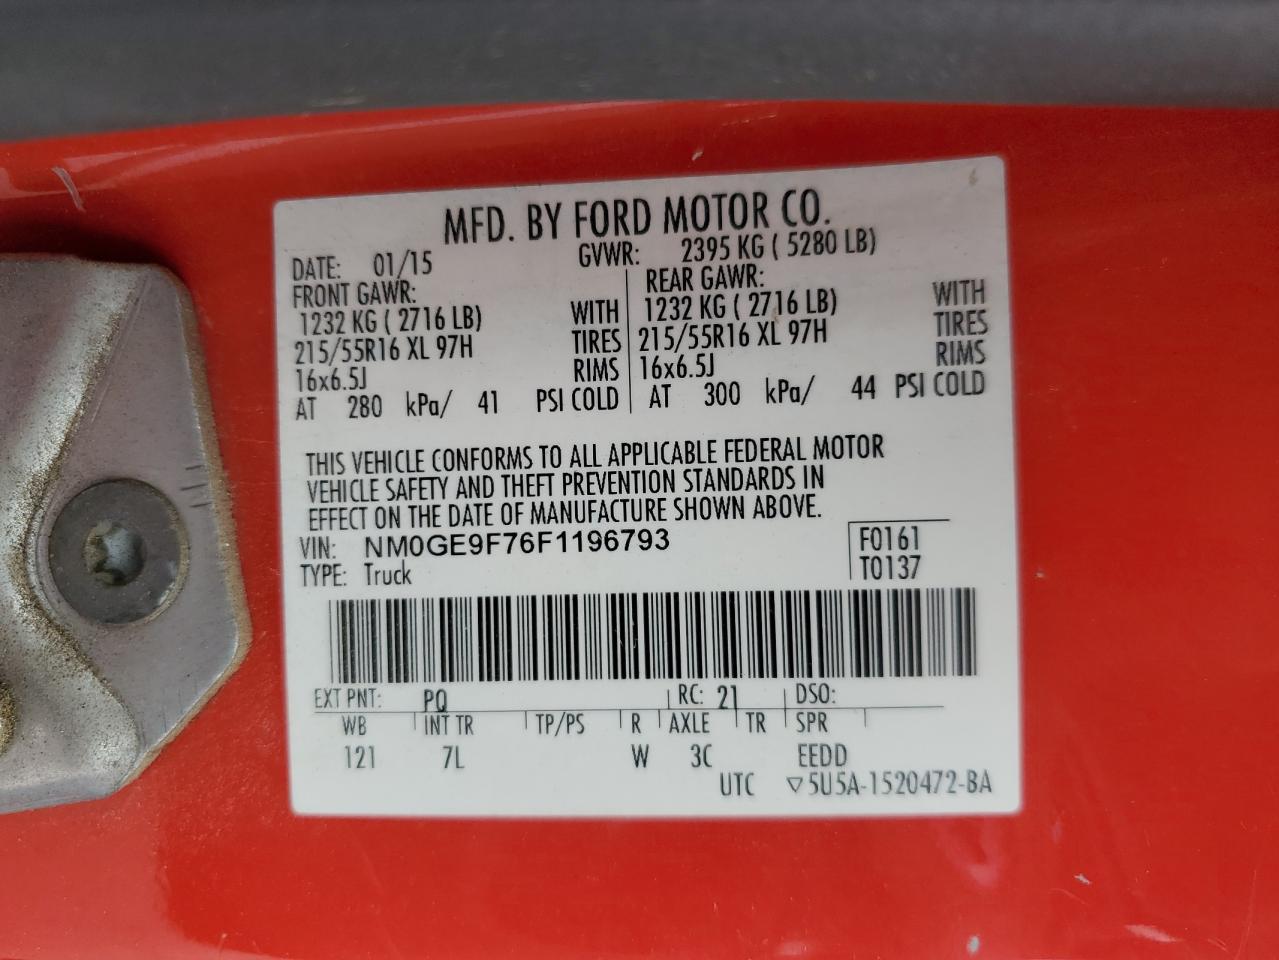 MFD. BY FORD MOTOR CO.
DATE: 01/15 GVWR: 2395 KG ( 5280 LB)
FRONT GAWR: REAR GAWR:
1232 KG ( 2716 LB) WITH 1232 KG ( 2716 LB) WITH
215/55R16 XL 97H TIRES 215/55R16 XL 97H TIRES
16x6.5J RIMS 16x6.5J RIMS
AT 280 kPa/ 41 PSI COLD AT 300 kPa/ 44 PSI COLD
THIS VEHICLE CONFORMS TO ALL APPLICABLE FEDERAL MOTOR
VEHICLE SAFETY AND THEFT PREVENTION STANDARDS IN
EFFECT ON THE DATE OF MANUFACTURE SHOWN ABOVE.
VIN: NM0GE9F76F1196793 F0161
TYPE: Truck T0137
EXT PNT: PQ RC: 21 DSO:
WB INT TR TP/PS R AXLE TR SPR
121 7L W 3C EEDD
UTC ▽5U5A-1520472-BA